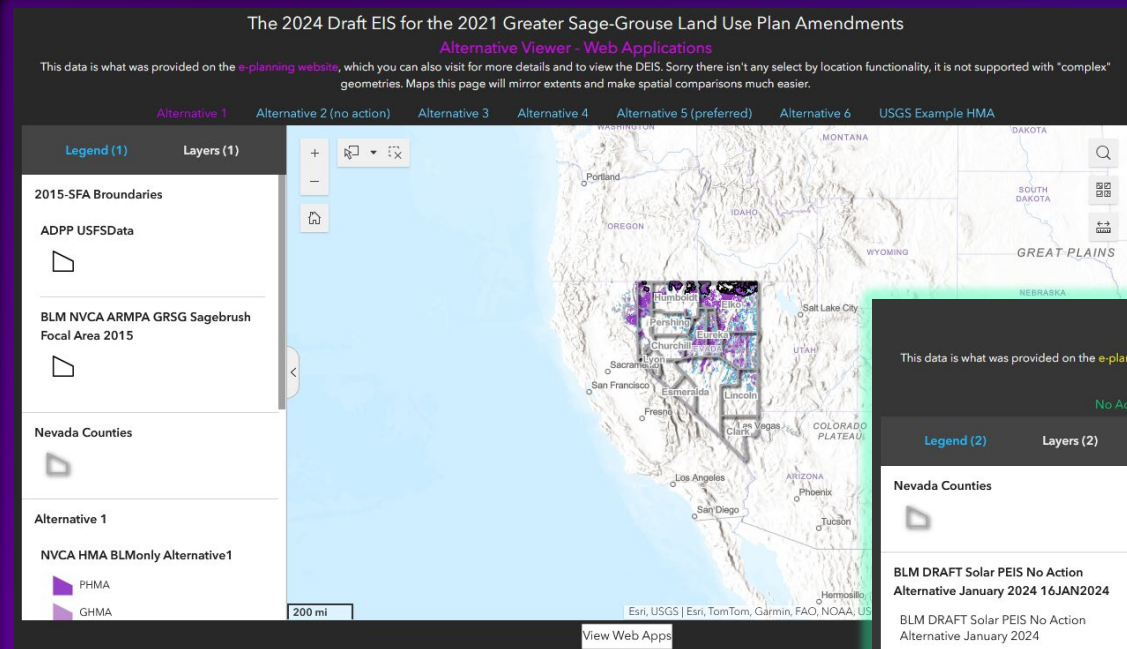 The 2024 Draft EIS for the 2021 Greater Sage-Grouse Land Use Plan Amendments
Alternative Viewer - Web Applications
This data is what was provided on the e-planning website, which you can also visit for more details and to view the DEIS. Sorry there isn't any select by location functionality, it is not supported with "complex"
geometries. Maps this page will mirror extents and make spatial comparisons much easier.
Alternative 1 Alternative 2 (no action) Alternative 3 Alternative 4 Alternative 5 (preferred) Alternative 6 USGS Example HMA
Legend (1) Layers (1)
2015-SFA Broundaries
ADPP USFSData
BLM NVCA ARMPA GRSG Sagebrush
Focal Area 2015
Nevada Counties
Alternative 1
NVCA HMA BLMonly Alternative1
PHMA
GHMA
WASHINGTON
MONTANA
DAKOTA
Portland
SOUTH
DAKOTA
OREGON
IDAHO
WYOMING
GREAT PLAINS
NEBRASKA
Humboldt
Elko
Salt Lake City
Pershing
Eureka
Churchill
NEVADA
UTAH
Lyon
Sacramento
San Francisco
Esmeralda
Lincoln
Fresno
Las Vegas
Clark
COLORADO
PLATEAU
Los Angeles
ARIZONA
Phoenix
San Diego
Tucson
Hermosillo
200 mi
Esri, USGS | Esri, TomTom, Garmin, FAO, NOAA, US
View Web Apps
This data is what was provided on the e-pla
No Ac
Legend (2) Layers (2)
Nevada Counties
BLM DRAFT Solar PEIS No Action
Alternative January 2024 16JAN2024
BLM DRAFT Solar PEIS No Action
Alternative January 2024